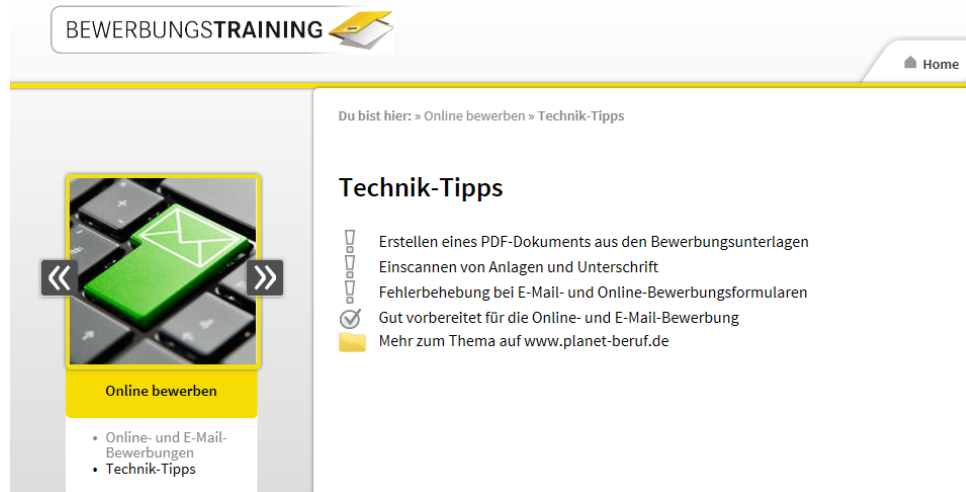 BEWERBUNGSTRAINING
Home
Du bist hier: » Online bewerben » Technik-Tipps
Technik-Tipps
Erstellen eines PDF-Dokuments aus den Bewerbungsunterlagen
Einscannen von Anlagen und Unterschrift
Fehlerbehebung bei E-Mail- und Online-Bewerbungsformularen
Gut vorbereitet für die Online- und E-Mail-Bewerbung
Mehr zum Thema auf www.planet-beruf.de
Online bewerben
• Online- und E-Mail-
Bewerbungen
• Technik-Tipps